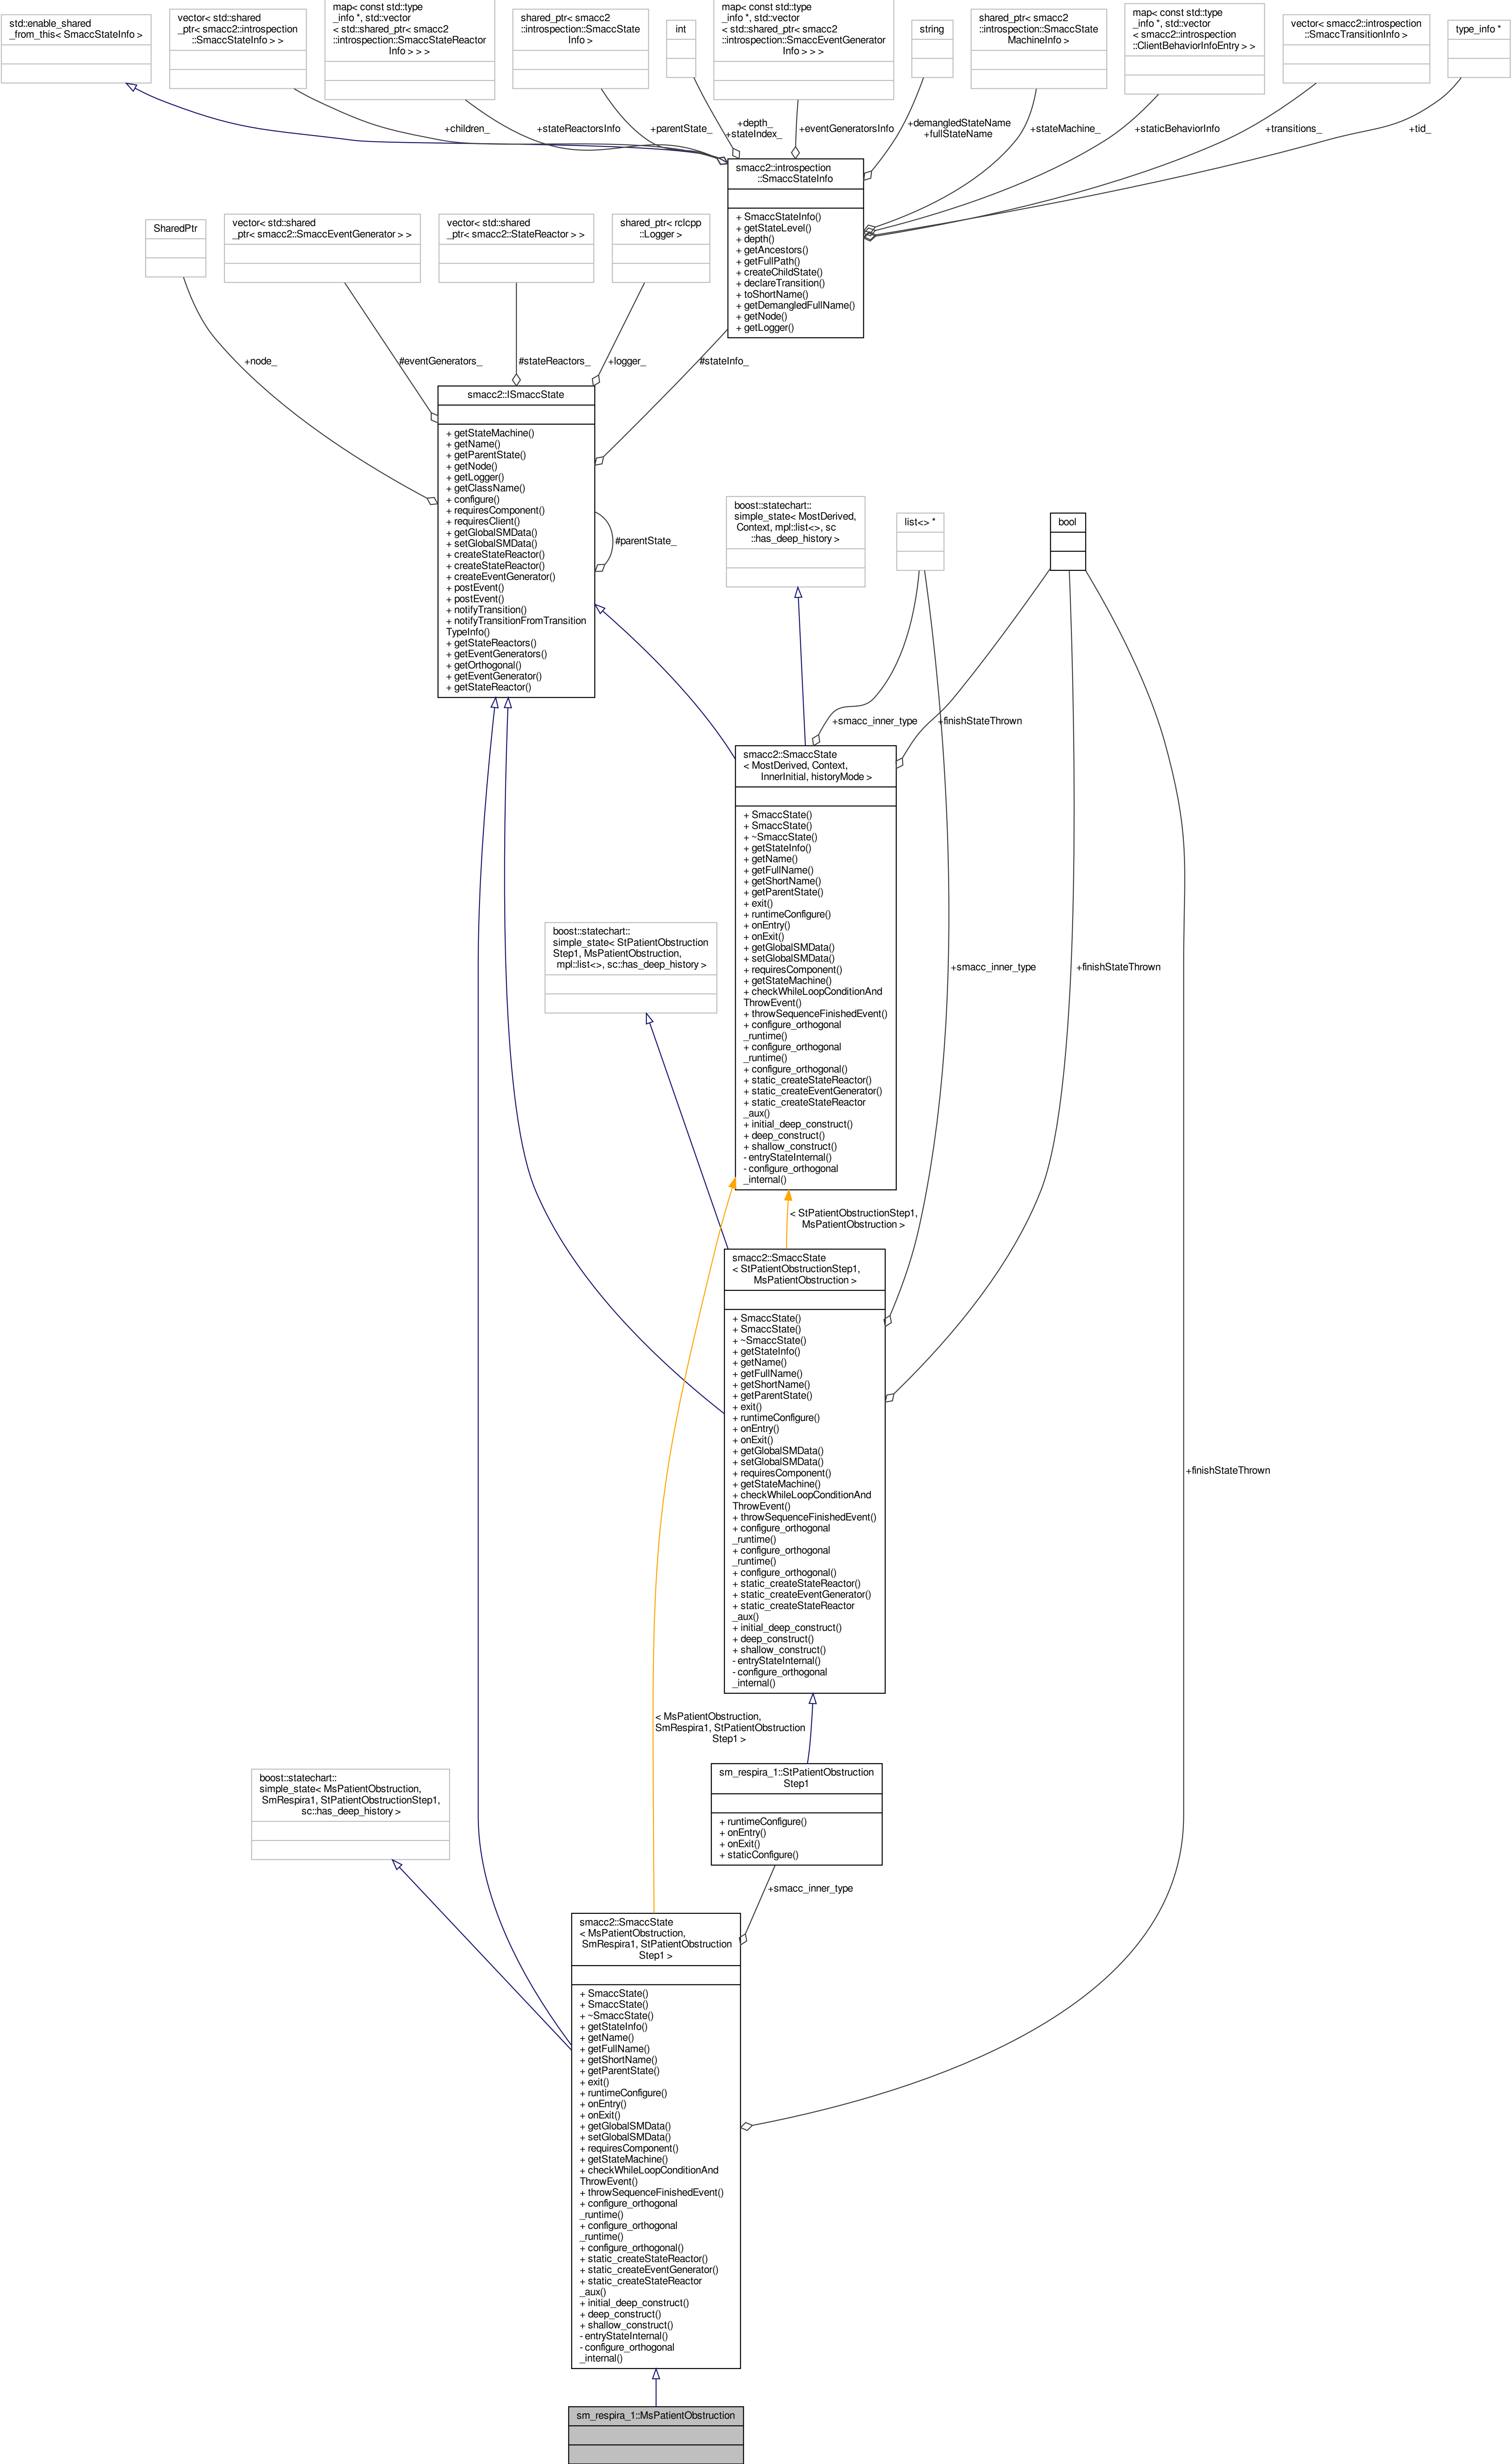 std::enable_shared
_from_this< SmaccStateInfo >
vector< std::shared
_ptr< smacc2::introspection
::SmaccStateInfo > >
map< const std::type
_info *, std::vector
< std::shared_ptr< smacc2
::introspection::SmaccStateReactor
Info > > >
shared_ptr< smacc2
::introspection::SmaccState
Info >
int
map< const std::type
_info *, std::vector
< std::shared_ptr< smacc2
::introspection::SmaccEventGenerator
Info > > >
string
shared_ptr< smacc2
::introspection::SmaccState
MachineInfo >
map< const std::type
_info *, std::vector
< smacc2::introspection
::ClientBehaviorInfoEntry > >
vector< smacc2::introspection
::SmaccTransitionInfo >
type_info *
+children_
+stateReactorsInfo
+parentState_
+depth_
+stateIndex_
+eventGeneratorsInfo
+demangledStateName
+fullStateName
+stateMachine_
+staticBehaviorInfo
+transitions_
+tid_
smacc2::introspection
::SmaccStateInfo
+ SmaccStateInfo()
+ getStateLevel()
+ depth()
+ getAncestors()
+ getFullPath()
+ createChildState()
+ declareTransition()
+ toShortName()
+ getDemangledFullName()
+ getNode()
+ getLogger()
SharedPtr
vector< std::shared
_ptr< smacc2::SmaccEventGenerator > >
vector< std::shared
_ptr< smacc2::StateReactor > >
shared_ptr< rclcpp
::Logger >
+node_
#eventGenerators_
#stateReactors_
+logger_
#stateInfo_
smacc2::ISmaccState
+ getStateMachine()
+ getName()
+ getParentState()
+ getNode()
+ getLogger()
+ getClassName()
+ configure()
+ requiresComponent()
+ requiresClient()
+ getGlobalSMData()
+ setGlobalSMData()
+ createStateReactor()
+ createStateReactor()
+ createEventGenerator()
+ postEvent()
+ postEvent()
+ notifyTransition()
+ notifyTransitionFromTransition
TypeInfo()
+ getStateReactors()
+ getEventGenerators()
+ getOrthogonal()
+ getEventGenerator()
+ getStateReactor()
#parentState_
boost::statechart::
simple_state< MostDerived,
Context, mpl::list<>, sc
::has_deep_history >
list<> *
bool
+smacc_inner_type
+finishStateThrown
smacc2::SmaccState
< MostDerived, Context,
InnerInitial, historyMode >
+ SmaccState()
+ SmaccState()
+ ~SmaccState()
+ getStateInfo()
+ getName()
+ getFullName()
+ getShortName()
+ getParentState()
+ exit()
+ runtimeConfigure()
+ onEntry()
+ onExit()
+ getGlobalSMData()
+ setGlobalSMData()
+ requiresComponent()
+ getStateMachine()
+ checkWhileLoopConditionAnd
ThrowEvent()
+ throwSequenceFinishedEvent()
+ configure_orthogonal
_runtime()
+ configure_orthogonal
_runtime()
+ configure_orthogonal()
+ static_createStateReactor()
+ static_createEventGenerator()
+ static_createStateReactor
_aux()
+ initial_deep_construct()
+ deep_construct()
+ shallow_construct()
- entryStateInternal()
- configure_orthogonal
_internal()
boost::statechart::
simple_state< StPatientObstruction
Step1, MsPatientObstruction,
mpl::list<>, sc::has_deep_history >
+smacc_inner_type
+finishStateThrown
< StPatientObstructionStep1,
MsPatientObstruction >
smacc2::SmaccState
< StPatientObstructionStep1,
MsPatientObstruction >
+ SmaccState()
+ SmaccState()
+ ~SmaccState()
+ getStateInfo()
+ getName()
+ getFullName()
+ getShortName()
+ getParentState()
+ exit()
+ runtimeConfigure()
+ onEntry()
+ onExit()
+ getGlobalSMData()
+ setGlobalSMData()
+ requiresComponent()
+ getStateMachine()
+ checkWhileLoopConditionAnd
ThrowEvent()
+ throwSequenceFinishedEvent()
+ configure_orthogonal
_runtime()
+ configure_orthogonal
_runtime()
+ configure_orthogonal()
+ static_createStateReactor()
+ static_createEventGenerator()
+ static_createStateReactor
_aux()
+ initial_deep_construct()
+ deep_construct()
+ shallow_construct()
- entryStateInternal()
- configure_orthogonal
_internal()
+finishStateThrown
< MsPatientObstruction,
SmRespira1, StPatientObstruction
Step1 >
boost::statechart::
simple_state< MsPatientObstruction,
SmRespira1, StPatientObstructionStep1,
sc::has_deep_history >
sm_respira_1::StPatientObstruction
Step1
+ runtimeConfigure()
+ onEntry()
+ onExit()
+ staticConfigure()
+smacc_inner_type
smacc2::SmaccState
< MsPatientObstruction,
SmRespira1, StPatientObstruction
Step1 >
+ SmaccState()
+ SmaccState()
+ ~SmaccState()
+ getStateInfo()
+ getName()
+ getFullName()
+ getShortName()
+ getParentState()
+ exit()
+ runtimeConfigure()
+ onEntry()
+ onExit()
+ getGlobalSMData()
+ setGlobalSMData()
+ requiresComponent()
+ getStateMachine()
+ checkWhileLoopConditionAnd
ThrowEvent()
+ throwSequenceFinishedEvent()
+ configure_orthogonal
_runtime()
+ configure_orthogonal
_runtime()
+ configure_orthogonal()
+ static_createStateReactor()
+ static_createEventGenerator()
+ static_createStateReactor
_aux()
+ initial_deep_construct()
+ deep_construct()
+ shallow_construct()
- entryStateInternal()
- configure_orthogonal
_internal()
sm_respira_1::MsPatientObstruction